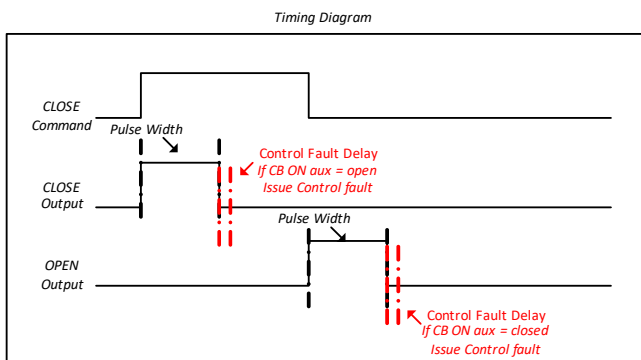 Timing Diagram
CLOSE
Command
Pulse Width
Control Fault Delay
If CB ON aux = open
Issue Control fault
CLOSE
Output
Pulse Width
OPEN
Output
Control Fault Delay
If CB ON aux = closed
Issue Control fault